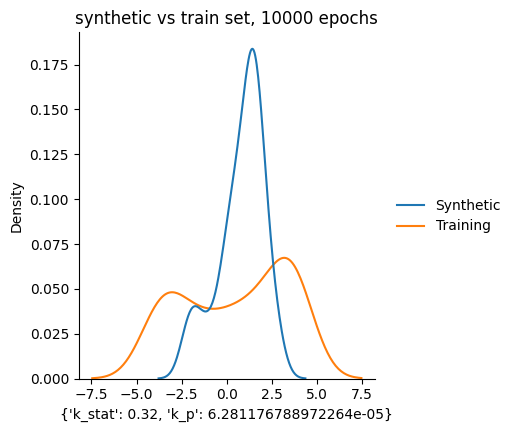 synthetic vs train set, 10000 epochs
0.175
0.150
0.125
0.100
0.075
0.050
0.025
0.000
Density
−7.5 −5.0 −2.5 0.0 2.5 5.0 7.5
{'k_stat': 0.32, 'k_p': 6.281176788972264e-05}
Synthetic
Training